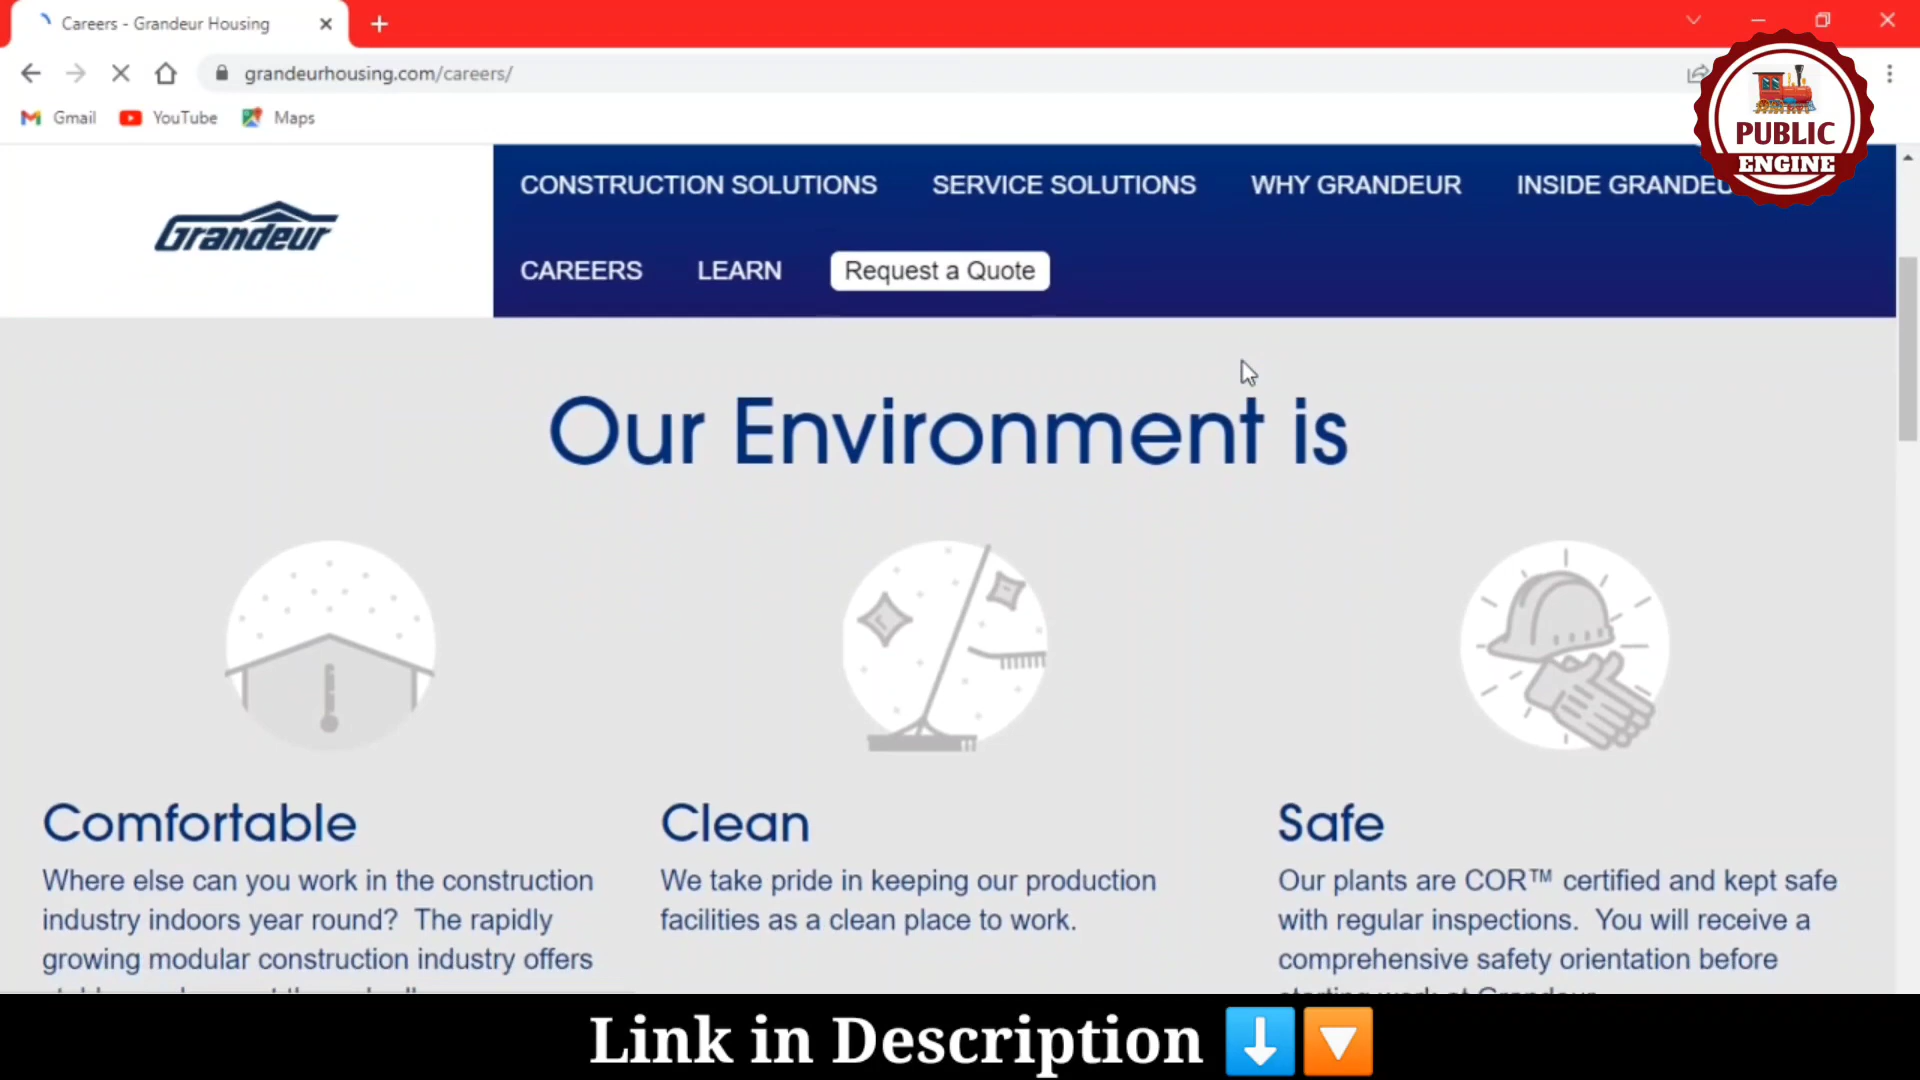 Careers - Grandeur Housing
grandeurhousing.com/careers/
Gmail YouTube Maps
PUBLIC
ENGINE
Grandeur
CONSTRUCTION SOLUTIONS SERVICE SOLUTIONS WHY GRANDEUR INSIDE
CAREERS LEARN Request a Quote
Our Environment is
Comfortable
Where else can you work in the construction
industry indoors year round? The rapidly
growing modular construction industry offers
Clean
We take pride in keeping our production
facilities as a clean place to work.
Safe
Our plants are COR™ certified and kept safe
with regular inspections. You will receive a
comprehensive safety orientation before
Link in Description